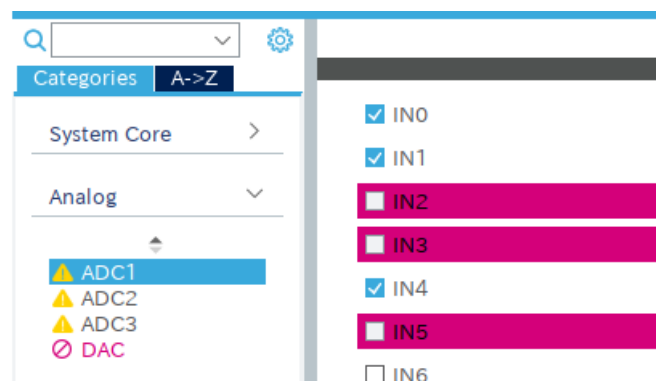 Categories A->Z
System Core
Analog
ADC1
ADC2
ADC3
DAC
IN0
IN1
IN2
IN3
IN4
IN5
IN6